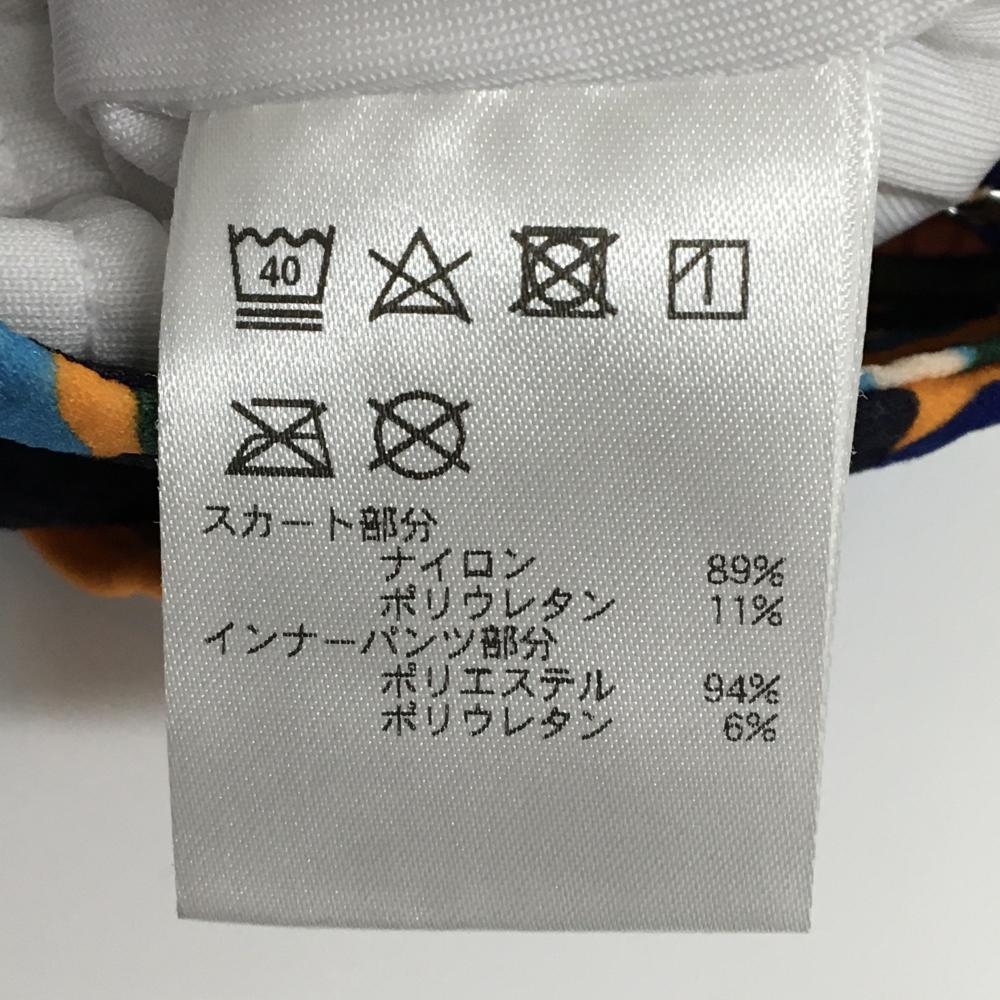 40
スカート部分
ナイロン 89%
ポリウレタン 11%
インナーパンツ部分
ポリエステル 94%
ポリウレタン 6%